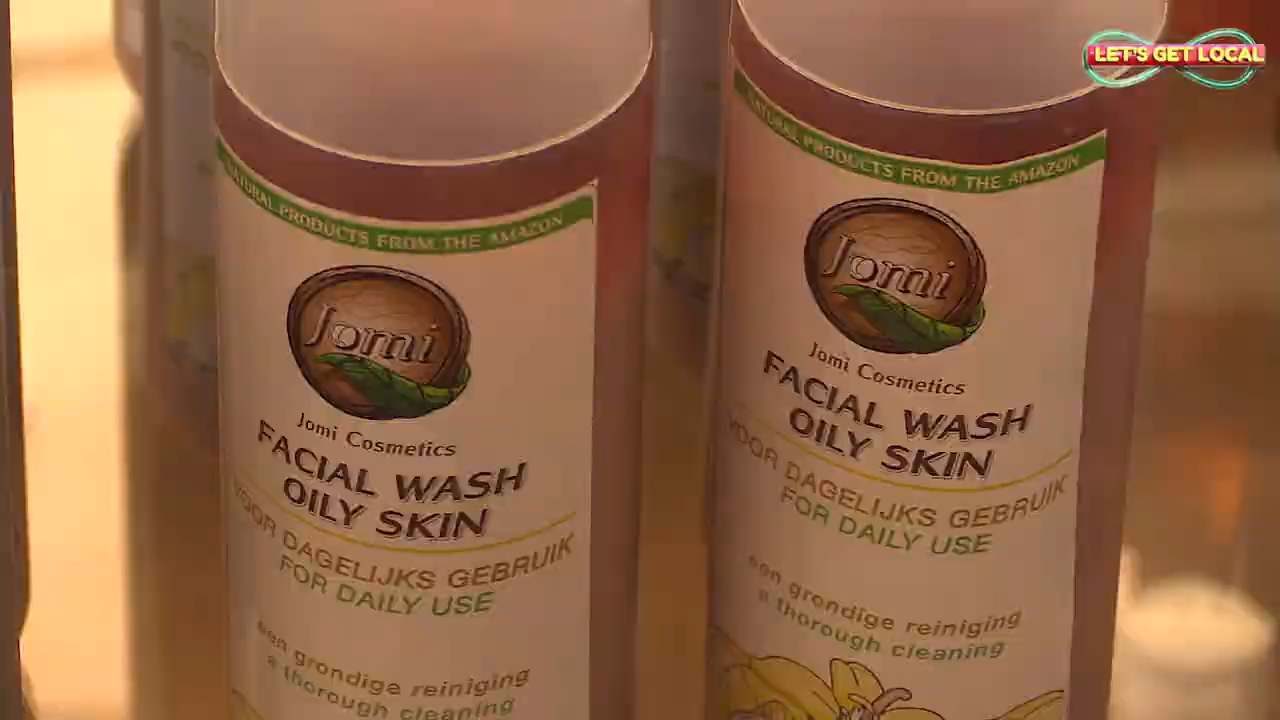 LET'S GET LOCAL
NATURAL PRODUCTS FROM THE AMAZON
Jomi
Jomi Cosmetics
FACIAL WASH
OILY SKIN
VOOR DAGELIJKS GEBRUIK
FOR DAILY USE
een grondige reiniging
a thorough cleaning
NATURAL PRODUCTS FROM THE AMAZON
Jomi
Jomi Cosmetics
FACIAL WASH
OILY SKIN
VOOR DAGELIJKS GEBRUIK
FOR DAILY USE
een grondige reiniging
a thorough cleaning